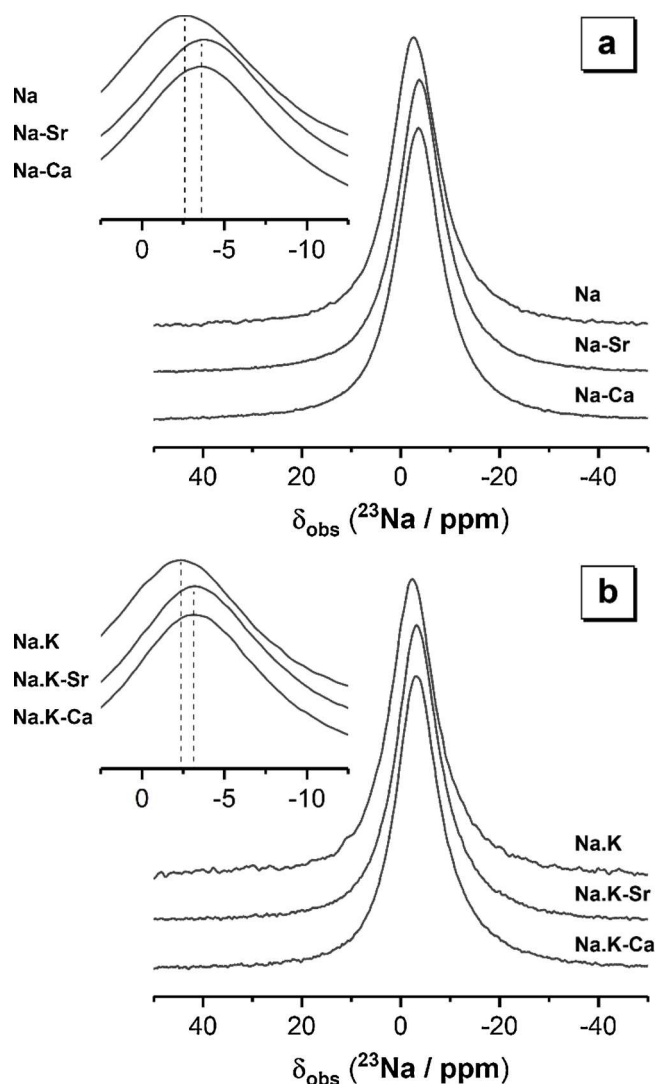 a
Na
Na-Sr
Na-Ca
0 -5 -10
Na
Na-Sr
Na-Ca
40 20 0 -20 -40
δobs (²³Na / ppm)
b
Na.K
Na.K-Sr
Na.K-Ca
0 -5 -10
Na.K
Na.K-Sr
Na.K-Ca
40 20 0 -20 -40
δobs (²³Na / ppm)